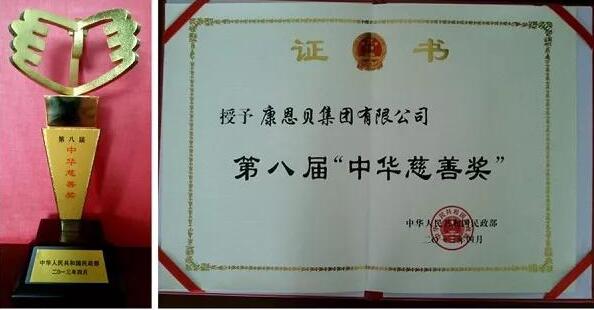 第八届
中华慈善奖
中华人民共和国民政部
二〇一三年四月
证书
授予 康恩贝集团有限公司
第八届“中华慈善奖”
中华人民共和国民政部
二〇一三年四月